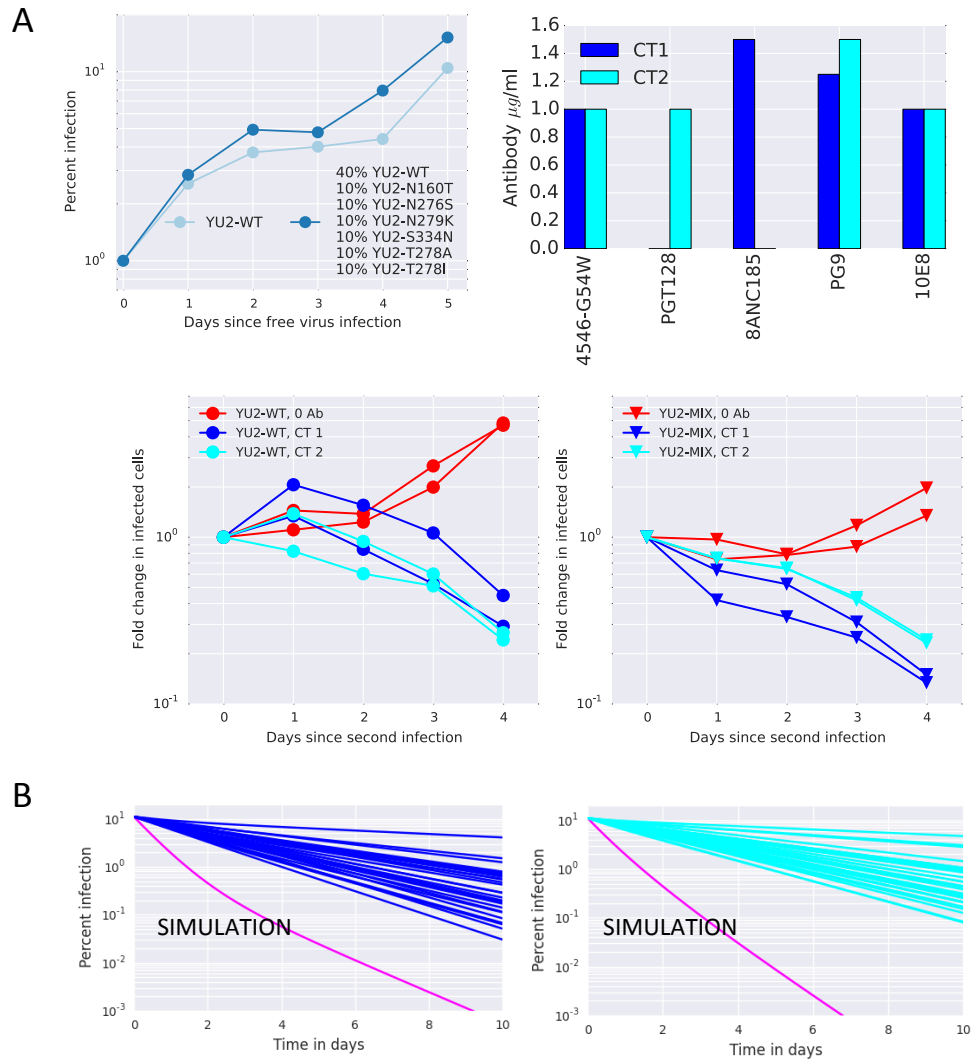 A
Percent infection
10¹
10⁰
0 1 2 3 4 5
Days since free virus infection
YU2-WT
40% YU2-WT
10% YU2-N160T
10% YU2-N276S
10% YU2-N279K
10% YU2-S334N
10% YU2-T278A
10% YU2-T278I
Antibody μg/ml
1.6
1.4
1.2
1.0
0.8
0.6
0.4
0.2
0.0
CT1
CT2
4546-G54W
PGT128
8ANC185
PG9
10E8
Fold change in infected cells
10⁰
10⁻¹
YU2-WT, 0 Ab
YU2-WT, CT 1
YU2-WT, CT 2
0 1 2 3 4
Days since second infection
Fold change in infected cells
10⁰
10⁻¹
YU2-MIX, 0 Ab
YU2-MIX, CT 1
YU2-MIX, CT 2
0 1 2 3 4
Days since second infection
B
Percent infection
10¹
10⁰
10⁻¹
10⁻²
10⁻³
SIMULATION
0 2 4 6 8 10
Time in days
Percent infection
10¹
10⁰
10⁻¹
10⁻²
10⁻³
SIMULATION
0 2 4 6 8 10
Time in days